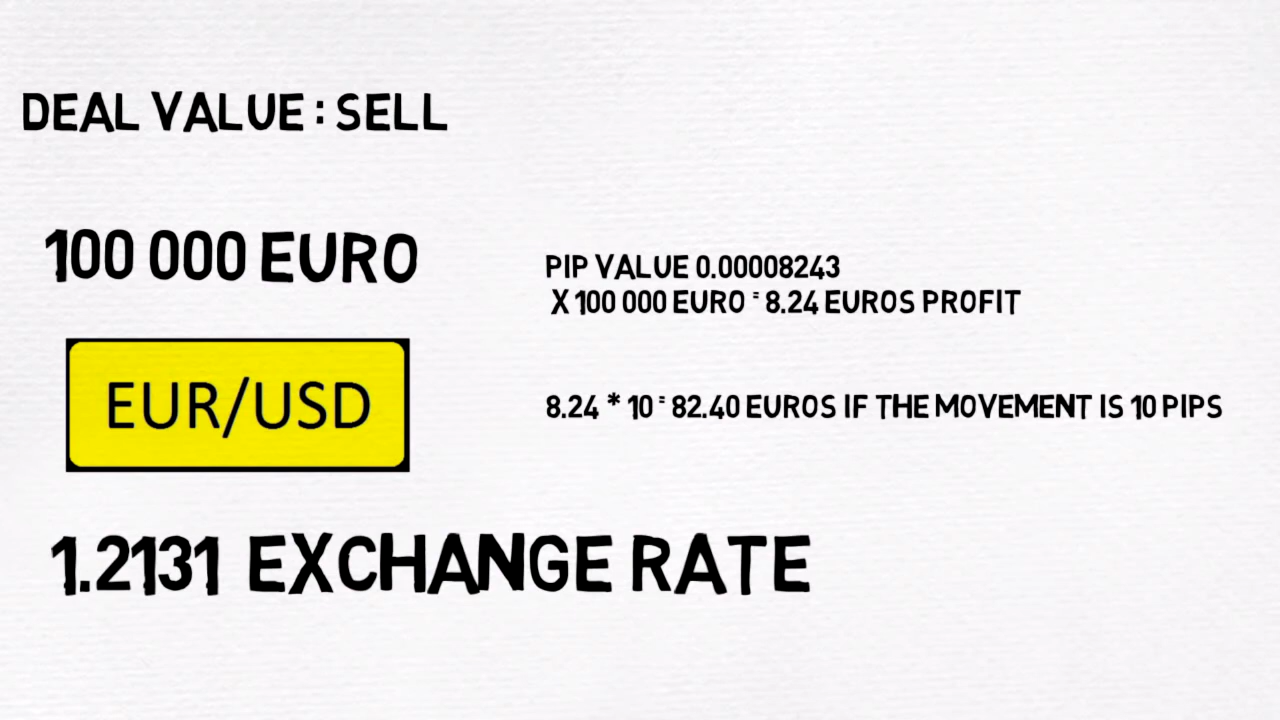 DEAL VALUE : SELL
100 000 EURO
PIP VALUE 0.00008243
X 100 000 EURO = 8.24 EUROS PROFIT
EUR/USD
8.24 * 10 = 82.40 EUROS IF THE MOVEMENT IS 10 PIPS
1.2131 EXCHANGE RATE